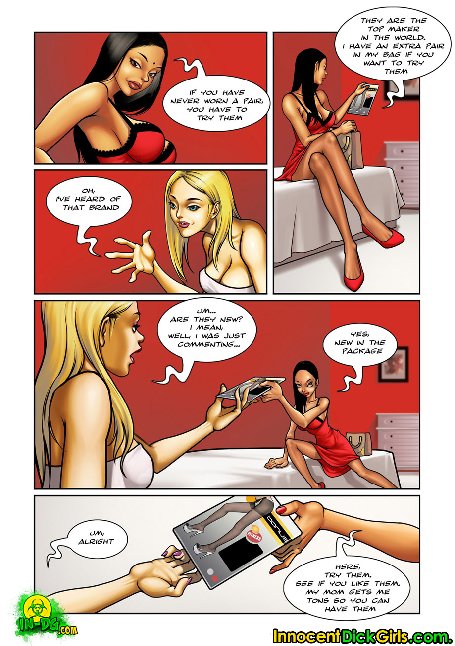 IF YOU HAVE
NEVER WORN A PAIR,
YOU HAVE TO
TRY THEM
THEY ARE THE
TOP MAKER
IN THE WORLD.
I HAVE AN EXTRA PAIR
IN MY BAG IF YOU
WANT TO TRY
THEM
OH,
I'VE HEARD OF
THAT BRAND
UM...
ARE THEY NEW?
I MEAN,
WELL, I WAS JUST
COMMENTING...
YES,
NEW IN THE
PACKAGE
UM,
ALRIGHT
HERE,
TRY THEM.
SEE IF YOU LIKE THEM.
MY MOM GETS ME
TONS SO YOU CAN
HAVE THEM
IN-DG.com
InnocentDickGirls.com.